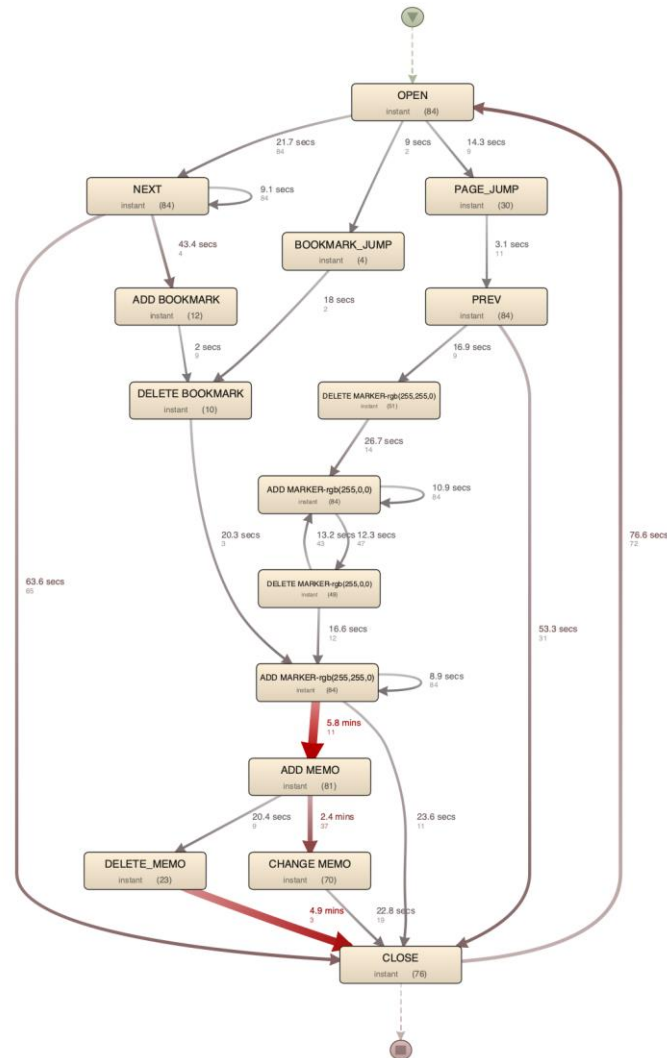 OPEN
instant (84)
21.7 secs
84
9 secs
2
14.3 secs
9
NEXT
instant (84)
9.1 secs
84
PAGE_JUMP
instant (30)
43.4 secs
4
BOOKMARK_JUMP
instant (4)
3.1 secs
11
ADD BOOKMARK
instant (12)
18 secs
2
PREV
instant (84)
2 secs
9
16.9 secs
9
DELETE BOOKMARK
instant (10)
DELETE MARKER-rgb(255,255,0)
instant (51)
26.7 secs
14
ADD MARKER-rgb(255,0,0)
instant (84)
10.9 secs
84
20.3 secs
3
13.2 secs
43
12.3 secs
47
76.6 secs
72
63.6 secs
65
DELETE MARKER-rgb(255,0,0)
instant
53.3 secs
31
16.6 secs
12
ADD MARKER-rgb(255,255,0)
instant (84)
8.9 secs
84
5.8 mins
11
ADD MEMO
instant (81)
20.4 secs
2.4 mins
37
23.6 secs
11
DELETE_MEMO
instant (23)
CHANGE MEMO
instant (70)
4.9 mins
3
22.8 secs
CLOSE
instant (76)